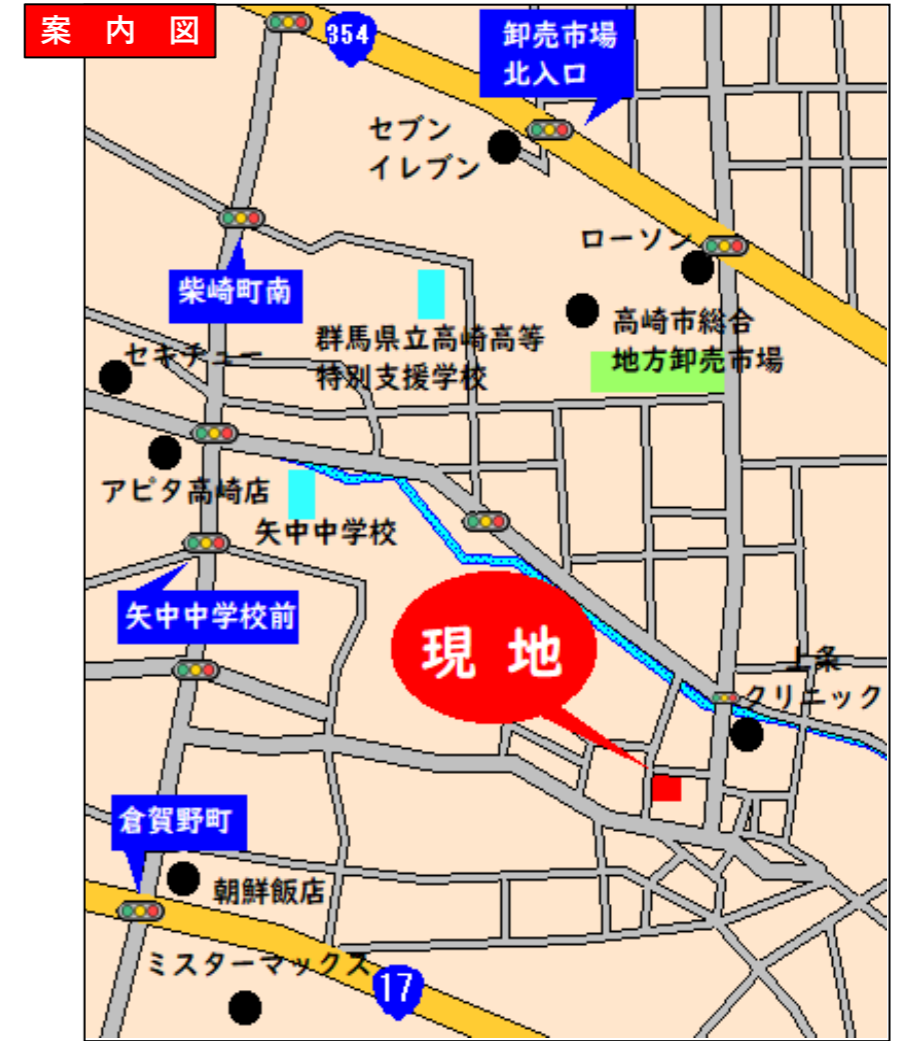 案内図
354
卸売市場
北入口
セブン
イレブン
ローソン
柴崎町南
群馬県立高崎高等
特別支援学校
高崎市総合
地方卸売市場
セキチュー
アピタ高崎店
矢中中学校
矢中中学校前
現地
上条
クリニック
倉賀野町
朝鮮飯店
ミスターマックス
17